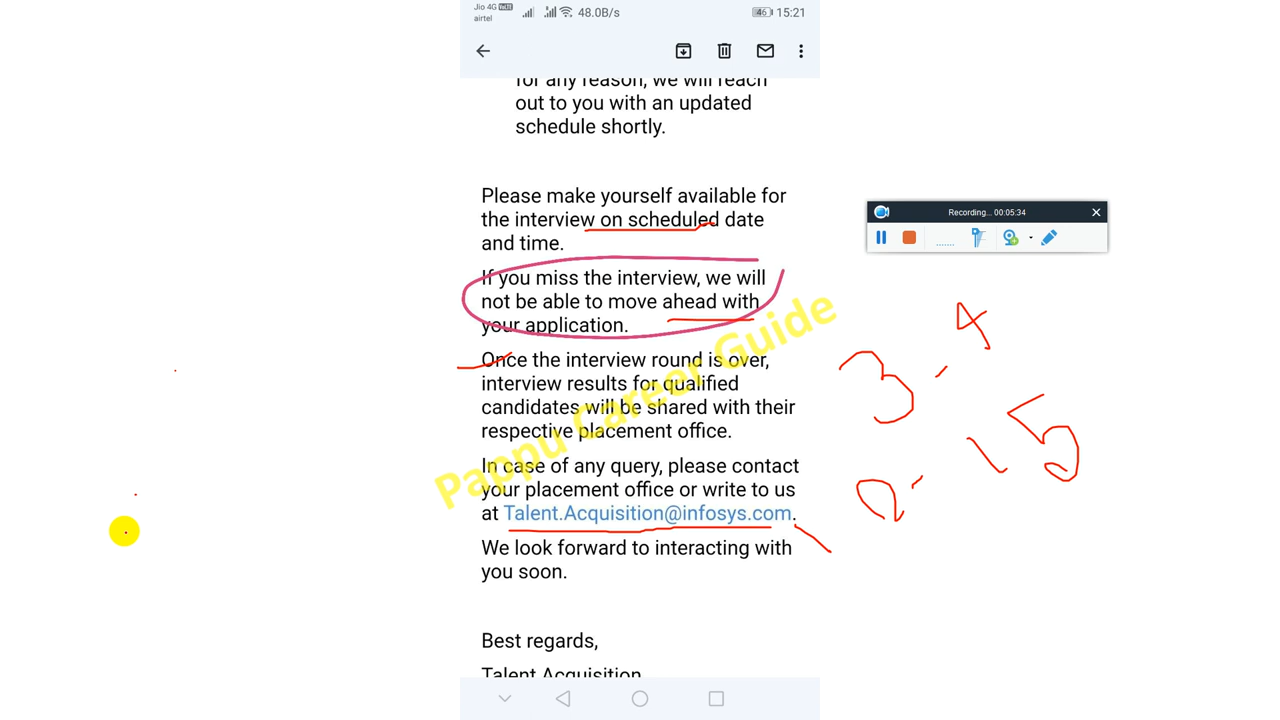 Jio 4G VoLTE
airtel
48.0B/s
46
15:21
for any reason, we will reach
out to you with an updated
schedule shortly.
Please make yourself available for
the interview on scheduled date
and time.
If you miss the interview, we will
not be able to move ahead with
your application.
Once the interview round is over,
interview results for qualified
candidates will be shared with their
respective placement office.
In case of any query, please contact
your placement office or write to us
at Talent.Acquisition@infosys.com.
We look forward to interacting with
you soon.
Best regards,
Talent Acquisition
Pappu Career Guide
Recording... 00:05:34
3.4
15